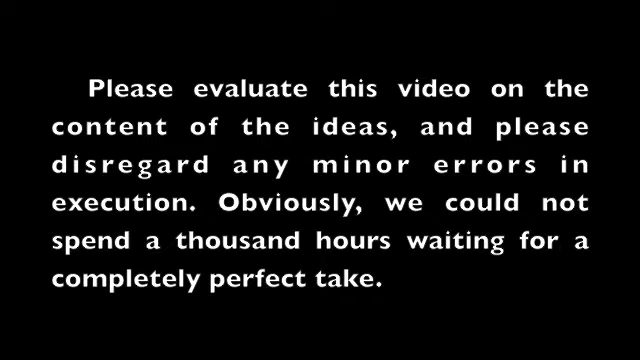 Please evaluate this video on the
content of the ideas, and please
disregard any minor errors in
execution. Obviously, we could not
spend a thousand hours waiting for a
completely perfect take.